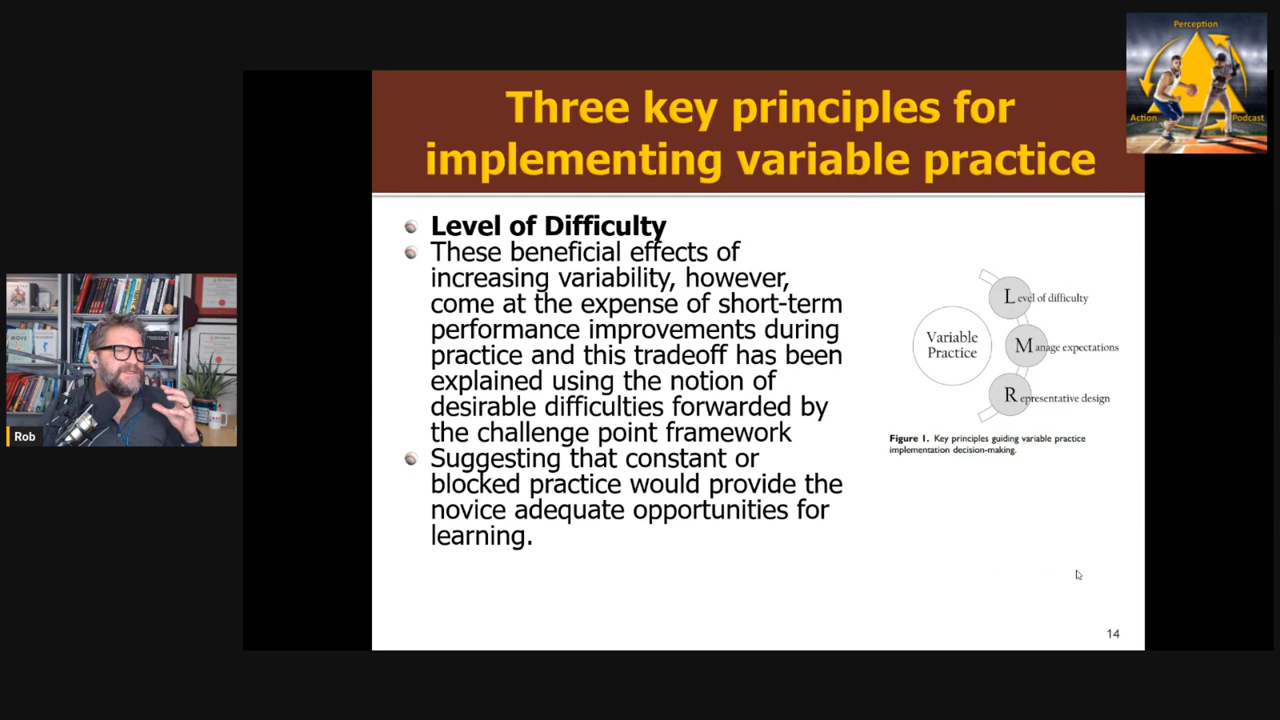 Perception
Action
Podcast
Three key principles for
implementing variable practice
Level of Difficulty
These beneficial effects of
increasing variability, however,
come at the expense of short-term
performance improvements during
practice and this tradeoff has been
explained using the notion of
desirable difficulties forwarded by
the challenge point framework
Suggesting that constant or
blocked practice would provide the
novice adequate opportunities for
learning.
Variable
Practice
Level of difficulty
Manage expectations
Representative design
Figure 1. Key principles guiding variable practice
implementation decision-making.
Rob
14